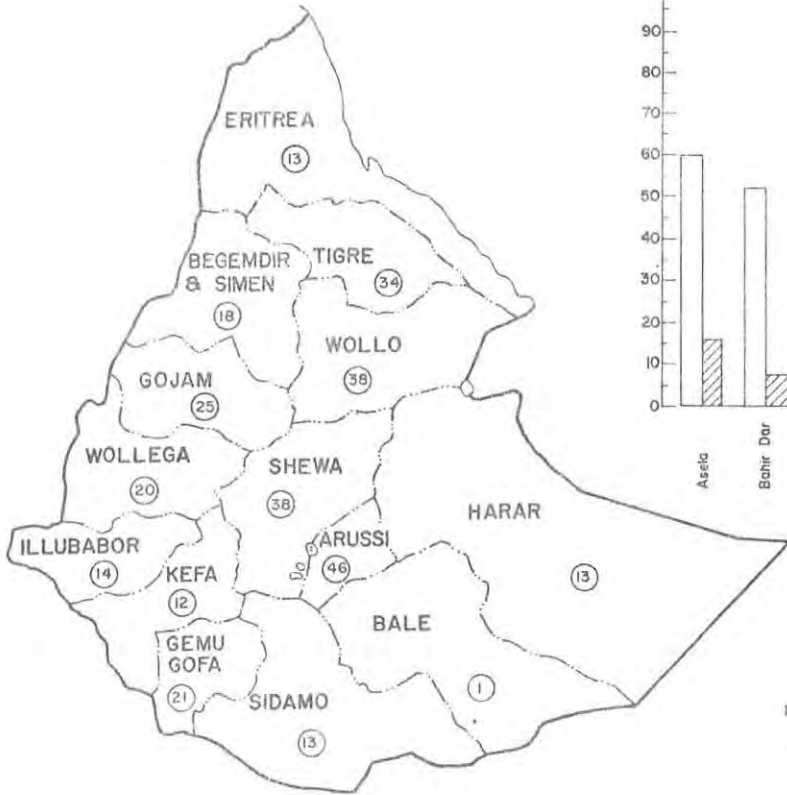 ERITREA
13
TIGRE
34
BEGEMDIR
& SIMEN
18
WOLLO
38
GOJAM
25
WOLLEGA
20
SHEWA
38
HARAR
13
ILLUBABOR
14
ARUSSI
46
KEFA
12
BALE
1
GEMU
GOFA
21
SIDAMO
13
90
80
70
60
50
40
30
20
10
0
Asela
Bahir Dar